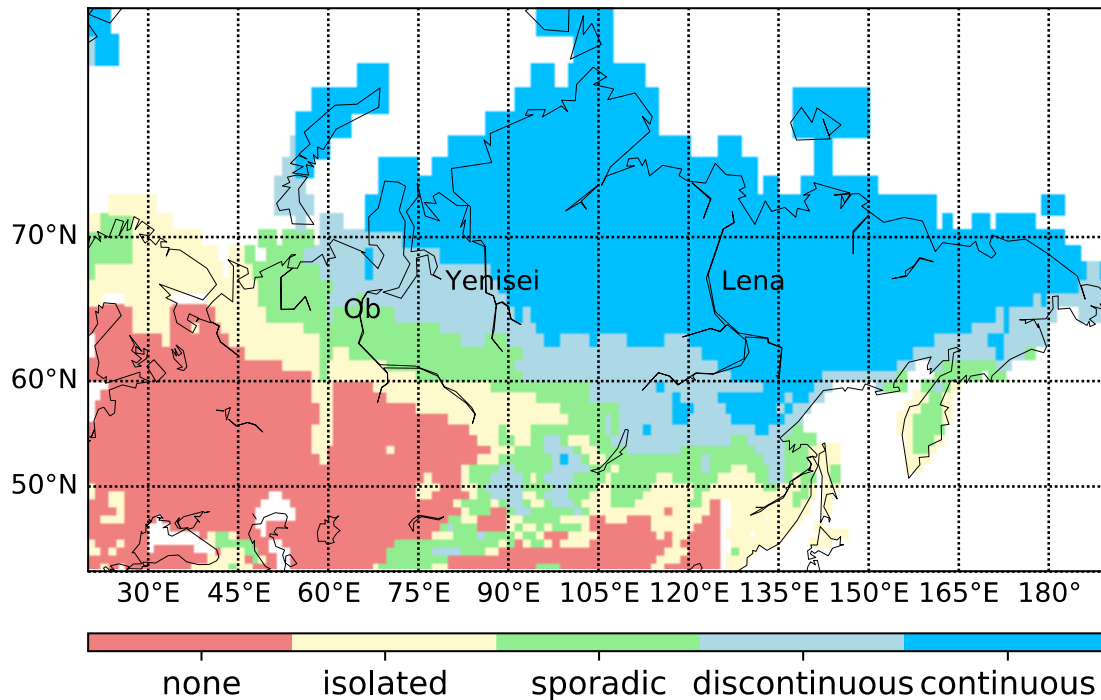 70°N
Yenisei
Lena
Ob
60°N
50°N
30°E 45°E 60°E 75°E 90°E 105°E 120°E 135°E 150°E 165°E 180°
none isolated sporadic discontinuous continuous